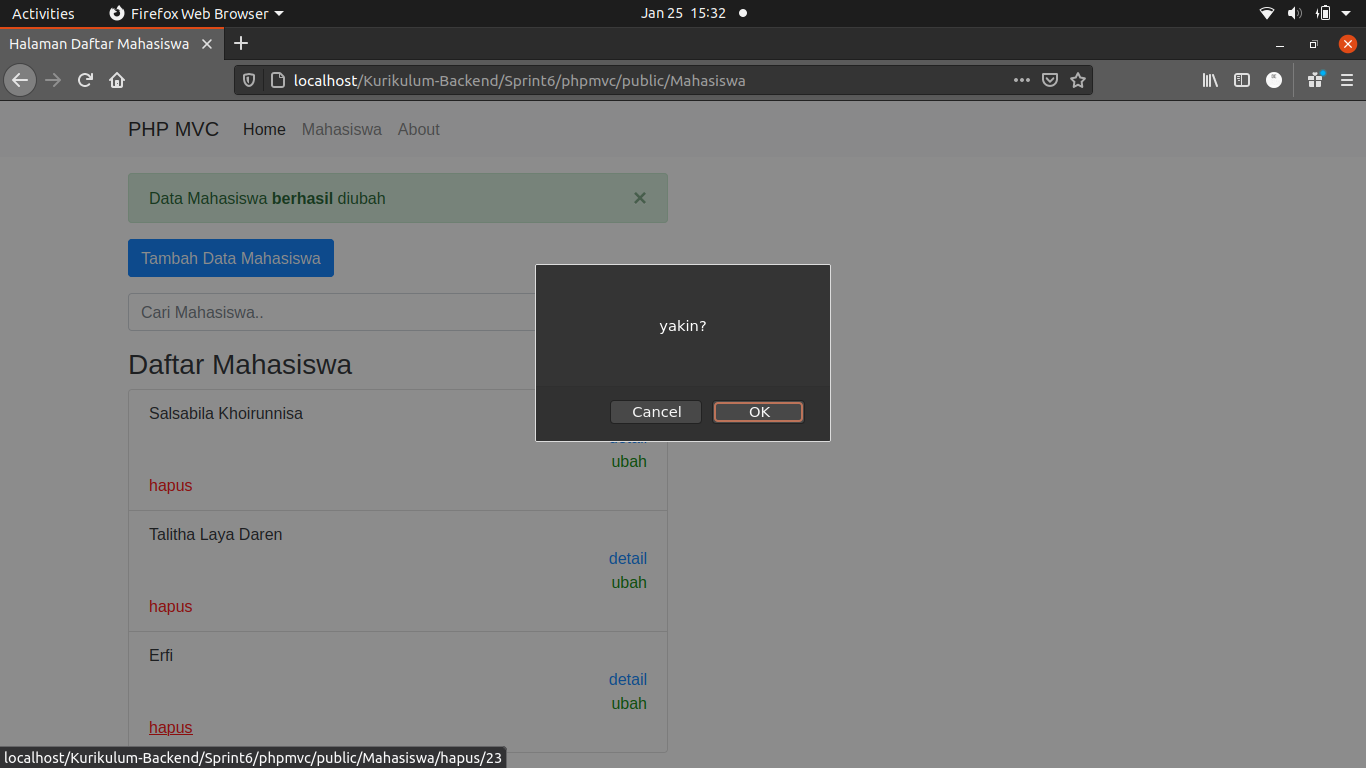 Activities Firefox Web Browser Jan 25 15:32
Halaman Daftar Mahasiswa
localhost/Kurikulum-Backend/Sprint6/phpmvc/public/Mahasiswa
PHP MVC Home Mahasiswa About
Data Mahasiswa berhasil diubah ×
Tambah Data Mahasiswa
Cari Mahasiswa..
yakin?
Cancel OK
Daftar Mahasiswa
Salsabila Khoirunnisa
detail
ubah
hapus
Talitha Laya Daren
detail
ubah
hapus
Erfi
detail
ubah
hapus
localhost/Kurikulum-Backend/Sprint6/phpmvc/public/Mahasiswa/hapus/23